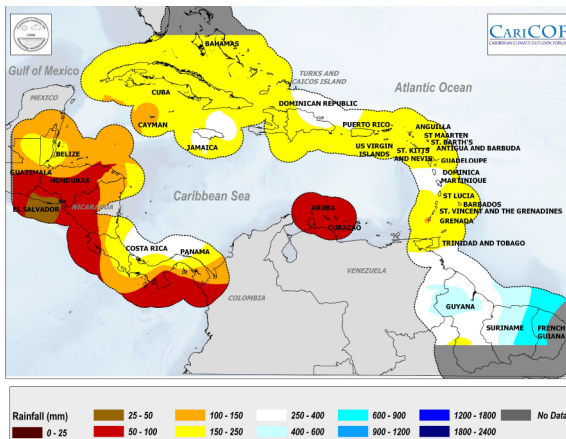 CARICOF
CARIBBEAN CLIMATE OUTLOOK FORUM
BAHAMAS
Gulf of Mexico
TURKS AND
CAICOS ISLAND
Atlantic Ocean
MEXICO
CUBA
DOMINICAN REPUBLIC
CAYMAN
PUERTO RICO
ANGUILLA
ST MAARTEN
ST. BARTH'S
JAMAICA
US VIRGIN
ISLANDS
ST. KITTS
AND NEVIS
ANTIGUA AND BARBUDA
BELIZE
GUADELOUPE
GUATEMALA
HONDURAS
DOMINICA
MARTINIQUE
Caribbean Sea
ST LUCIA
BARBADOS
EL SALVADOR
NICARAGUA
ARUBA
CURACAO
ST. VINCENT AND THE GRENADINES
GRENADA
COSTA RICA
PANAMA
TRINIDAD AND TOBAGO
VENEZUELA
COLOMBIA
GUYANA
SURINAME
FRENCH
GUIANA
Rainfall (mm)
25 - 50
100 - 150
250 - 400
600 - 900
1200 - 1800
No Data
0 - 25
50 - 100
150 - 250
400 - 600
900 - 1200
1800 - 2400